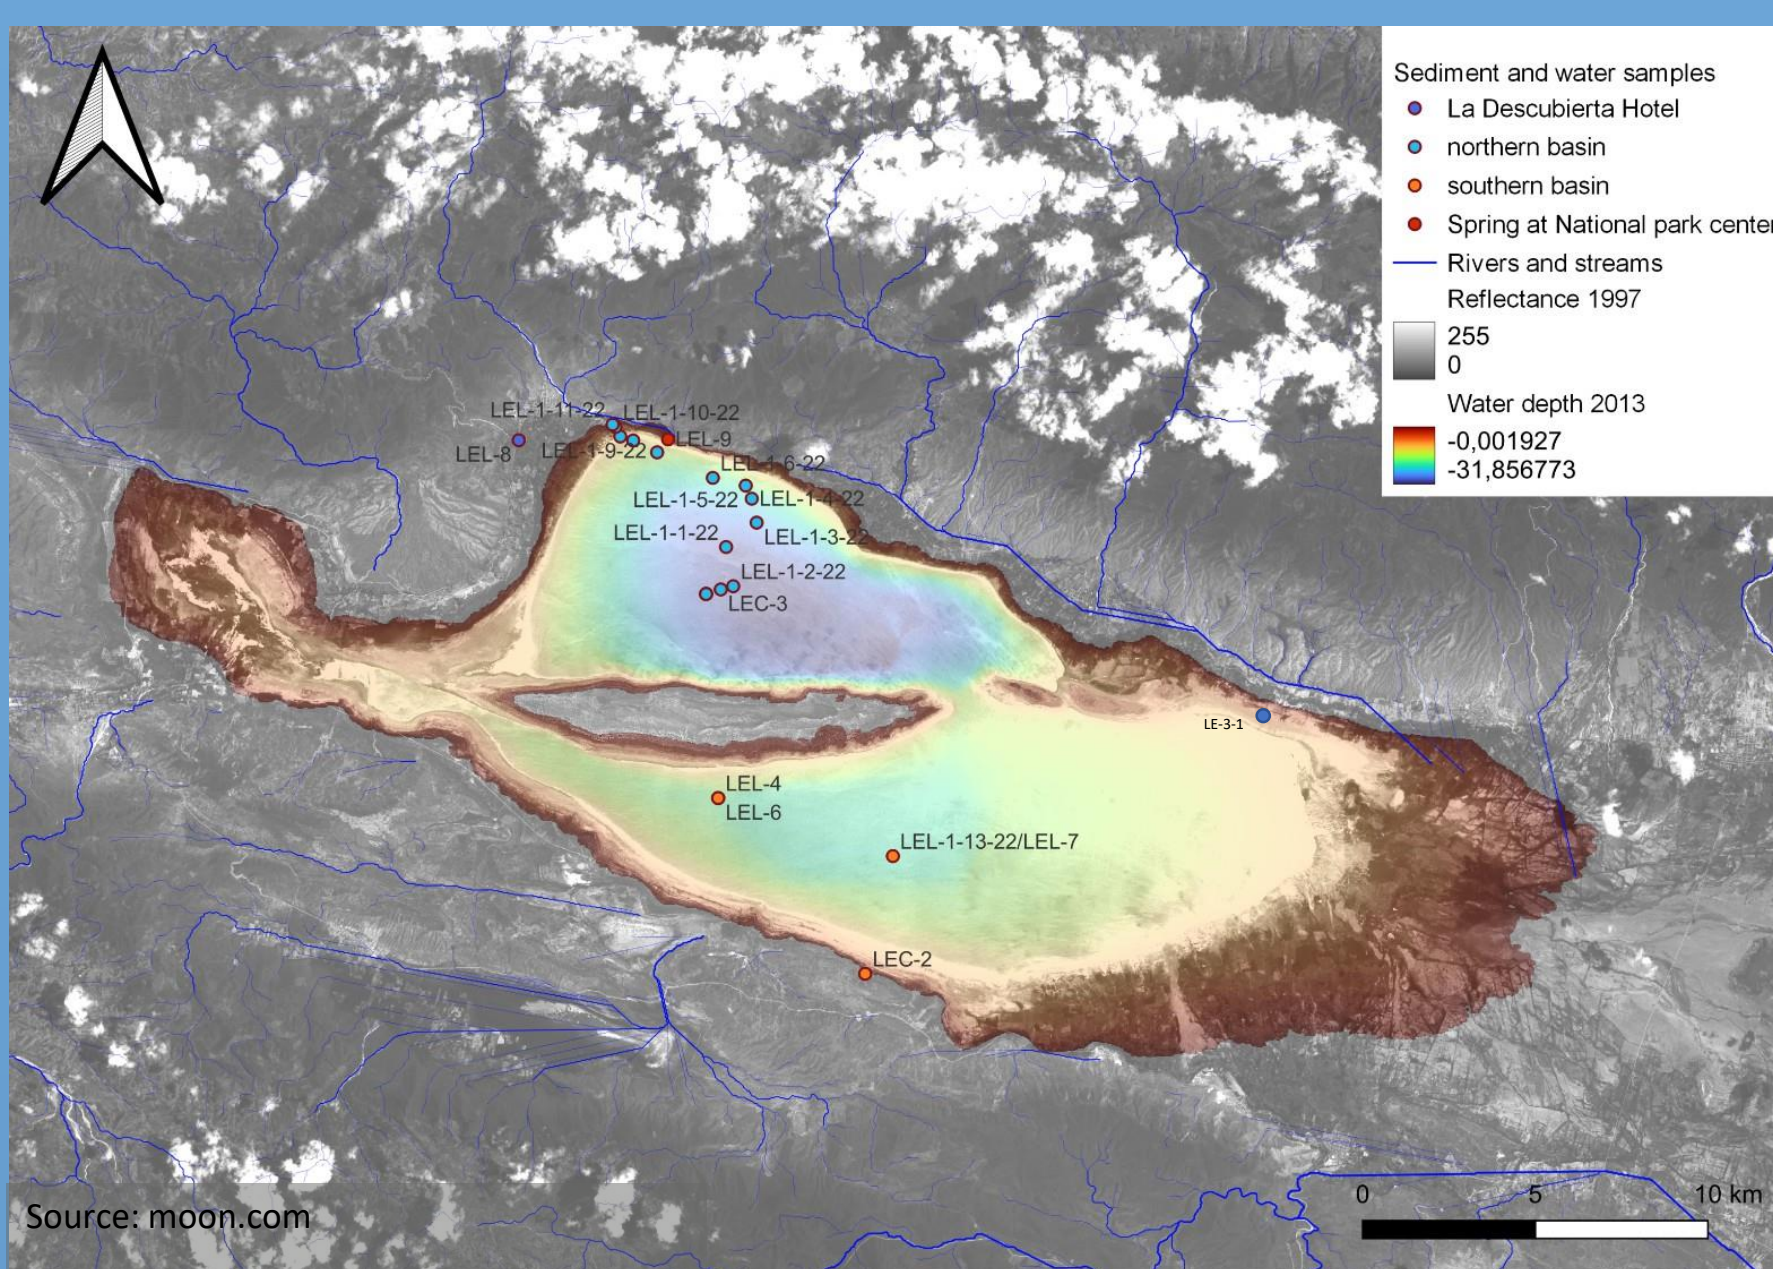 Sediment and water samples
La Descubierta Hotel
northern basin
southern basin
Spring at National park center
Rivers and streams
Reflectance 1997
255
0
Water depth 2013
-0,001927
-31,856773
LEL-1-11-22
LEL-1-10-22
LEL-8
LEL-1-9-22
LEL-9
LEL-1-6-22
LEL-1-5-22
LEL-1-4-22
LEL-1-1-22
LEL-1-3-22
LEL-1-2-22
LEC-3
LE-3-1
LEL-4
LEL-6
LEL-1-13-22/LEL-7
LEC-2
0 5 10 km
Source: moon.com